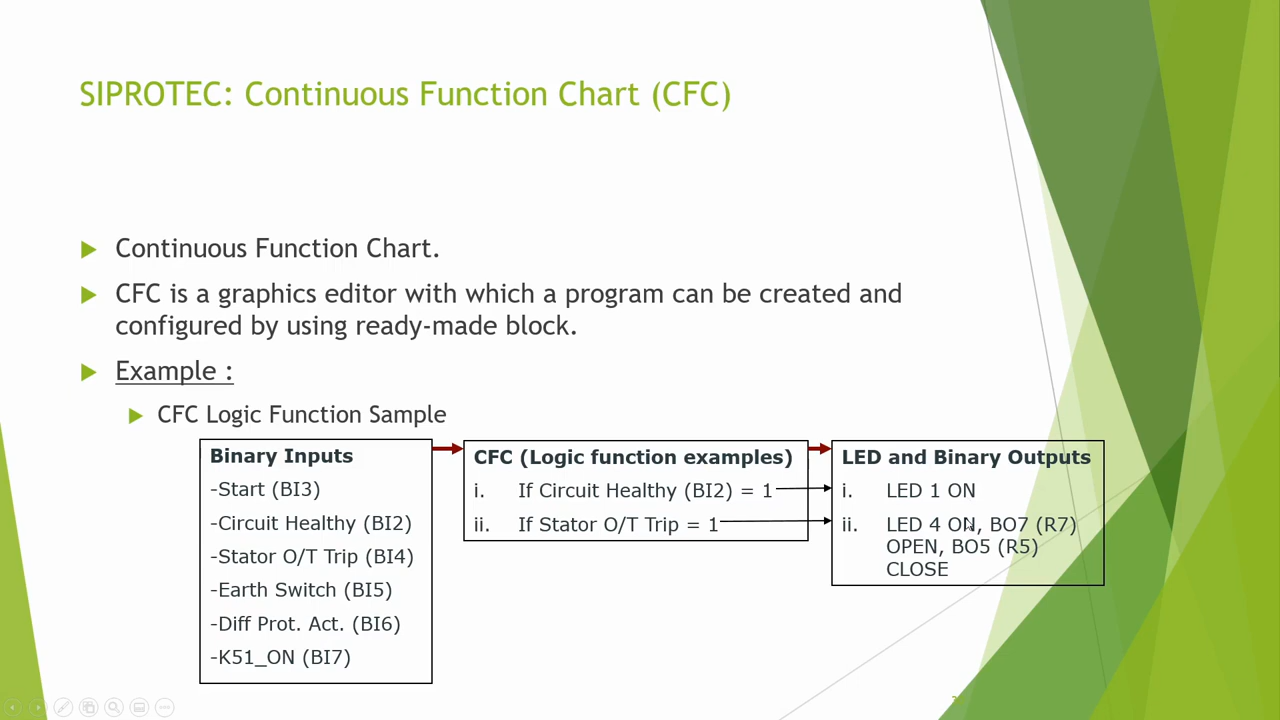 SIPROTEC: Continuous Function Chart (CFC)
Continuous Function Chart.
CFC is a graphics editor with which a program can be created and
configured by using ready-made block.
Example :
CFC Logic Function Sample
Binary Inputs
-Start (BI3)
-Circuit Healthy (BI2)
-Stator O/T Trip (BI4)
-Earth Switch (BI5)
-Diff Prot. Act. (BI6)
-K51_ON (BI7)
CFC (Logic function examples)
i. If Circuit Healthy (BI2) = 1
ii. If Stator O/T Trip = 1
LED and Binary Outputs
i. LED 1 ON
ii. LED 4 ON, BO7 (R7)
OPEN, BO5 (R5)
CLOSE